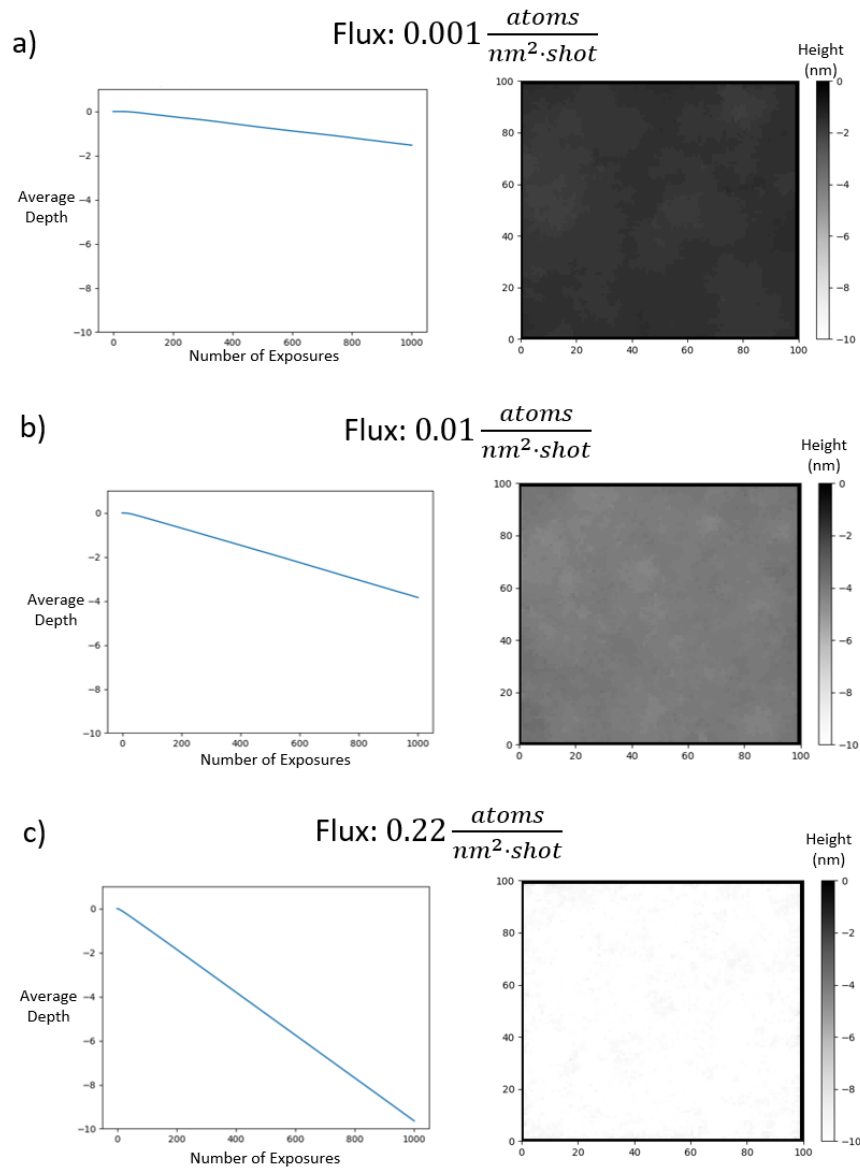 a)
Flux: 0.001 atoms / nm²·shot
Height
(nm)
Average
Depth
0
−2
−4
−6
−8
−10
0 200 400 600 800 1000
Number of Exposures
100
80
60
40
20
0
0 20 40 60 80 100
0
−2
−4
−6
−8
−10
b)
Flux: 0.01 atoms / nm²·shot
Height
(nm)
Average
Depth
0
−2
−4
−6
−8
−10
0 200 400 600 800 1000
Number of Exposures
100
80
60
40
20
0
0 20 40 60 80 100
0
−2
−4
−6
−8
−10
c)
Flux: 0.22 atoms / nm²·shot
Height
(nm)
Average
Depth
0
−2
−4
−6
−8
−10
0 200 400 600 800 1000
Number of Exposures
100
80
60
40
20
0
0 20 40 60 80 100
0
−2
−4
−6
−8
−10